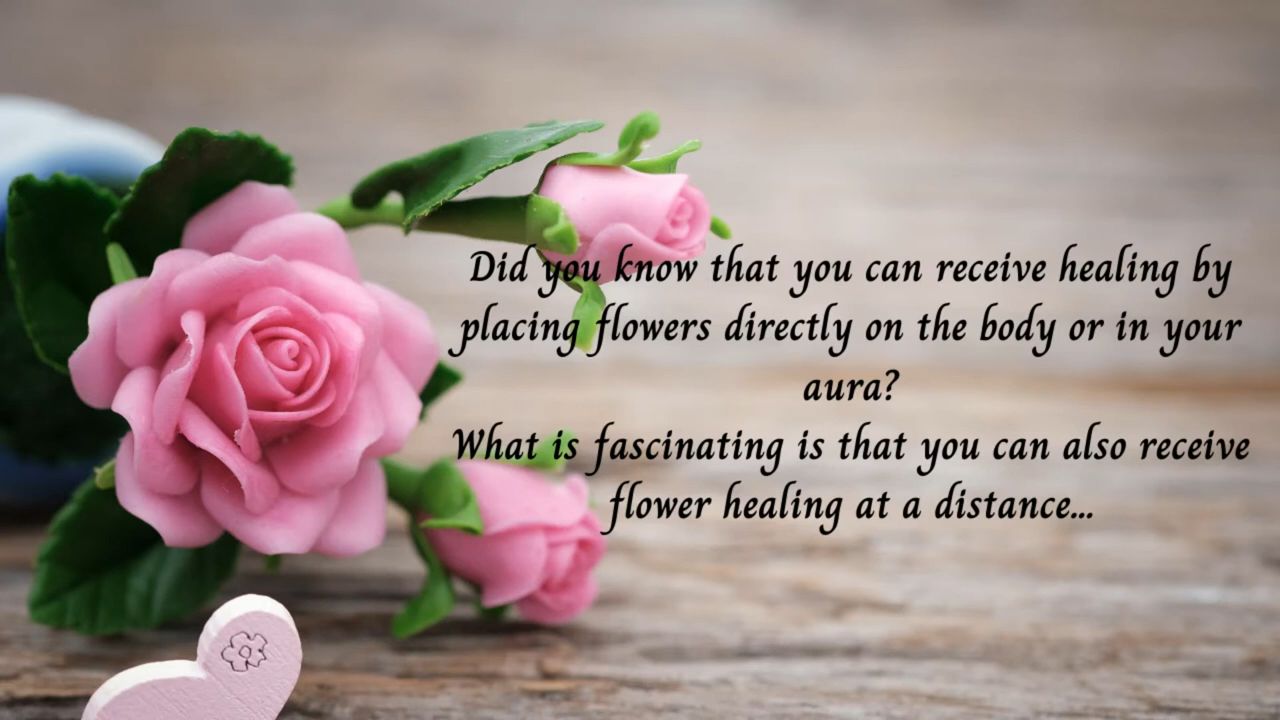 Did you know that you can receive healing by
placing flowers directly on the body or in your
aura?
What is fascinating is that you can also receive
flower healing at a distance...